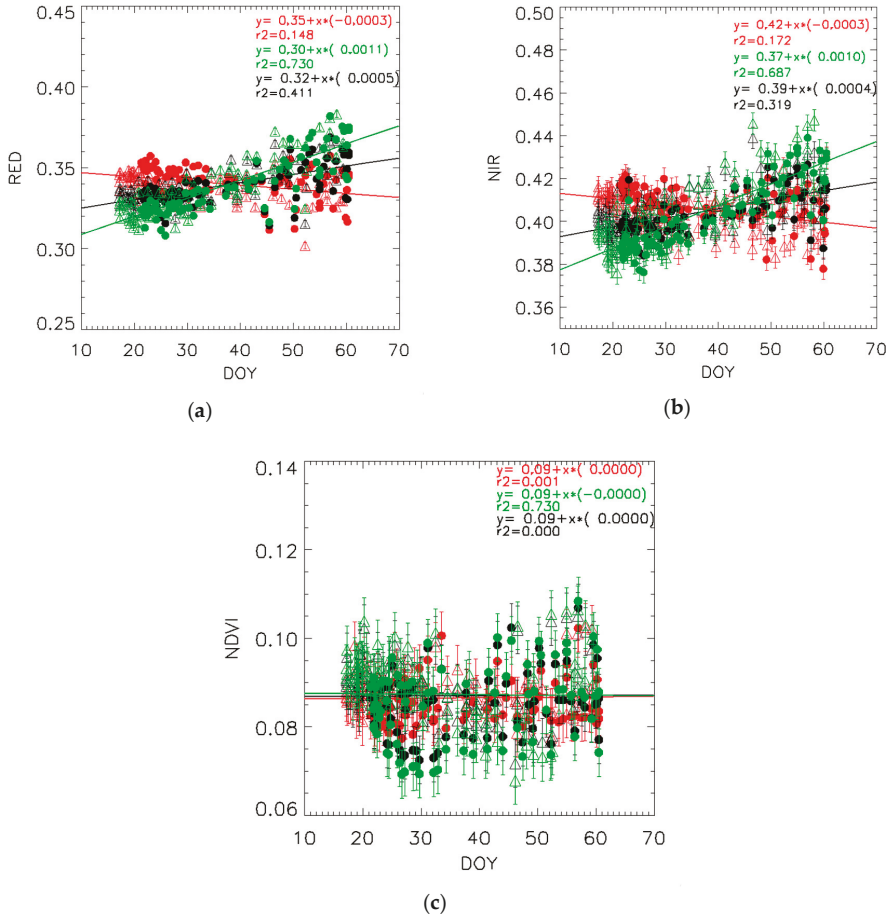 y= 0.35+x*(-0.0003)
r2=0.148
y= 0.30+x*( 0.0011)
r2=0.730
y= 0.32+x*( 0.0005)
r2=0.411
0.45
0.40
0.35
0.30
0.25
RED
10 20 30 40 50 60 70
DOY
(a)
y= 0.42+x*(-0.0003)
r2=0.172
y= 0.37+x*( 0.0010)
r2=0.687
y= 0.39+x*( 0.0004)
r2=0.319
0.50
0.48
0.46
0.44
0.42
0.40
0.38
0.36
NIR
10 20 30 40 50 60 70
DOY
(b)
y= 0.09+x*( 0.0000)
r2=0.001
y= 0.09+x*(-0.0000)
r2=0.730
y= 0.09+x*( 0.0000)
r2=0.000
0.14
0.12
0.10
0.08
0.06
NDVI
10 20 30 40 50 60 70
DOY
(c)